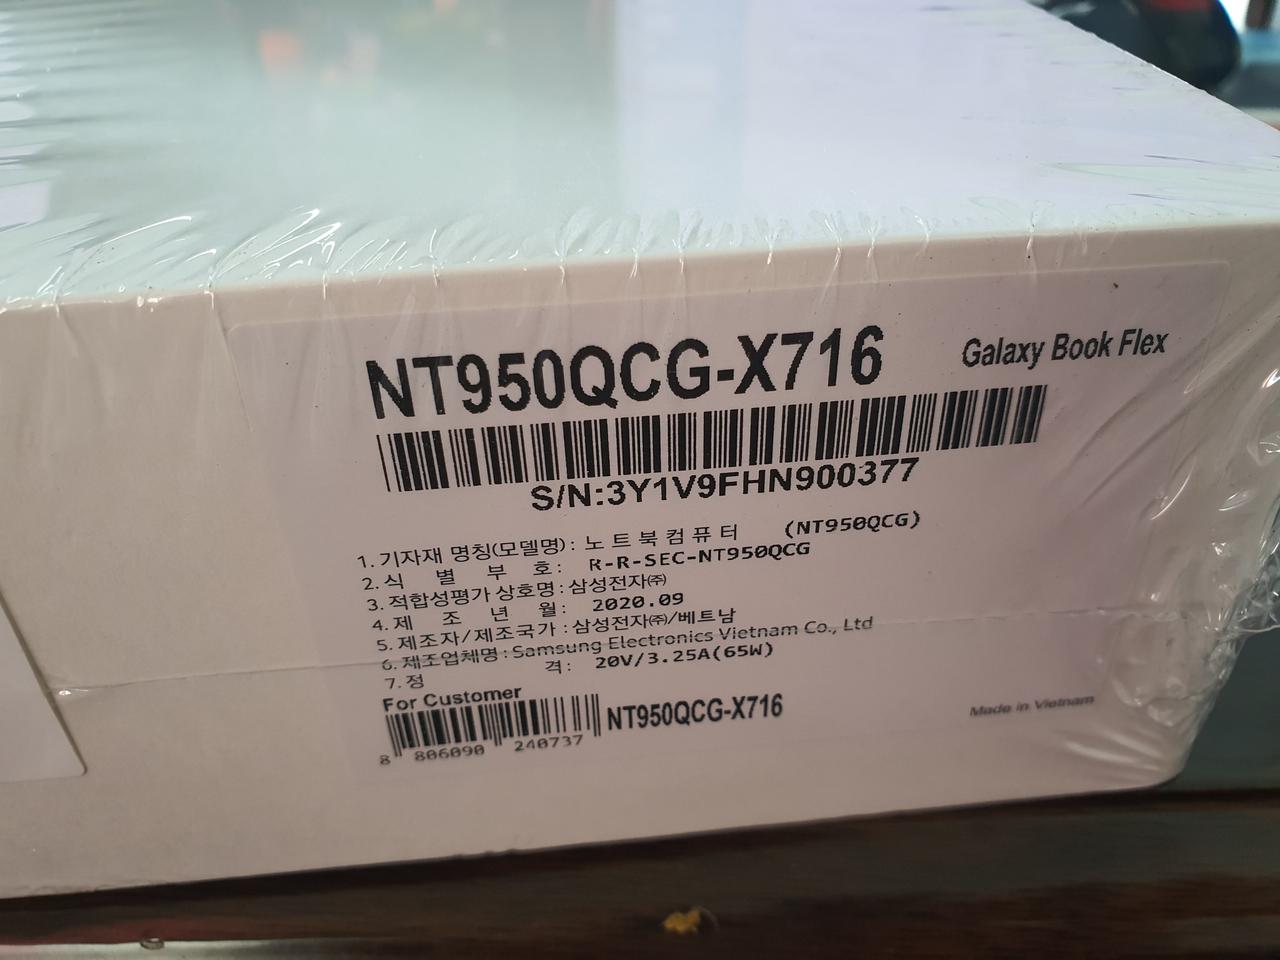 NT950QCG-X716
Galaxy Book Flex
S/N:3Y1V9FHN900377
1. 기자재 명칭(모델명) : 노 트 북 컴 퓨 터 (NT950QCG)
2. 식 별 부 호 : R-R-SEC-NT950QCG
3. 적합성평가 상호명 : 삼성전자㈜
4. 제 조 년 월 : 2020.09
5. 제조자/제조국가 : 삼성전자㈜/베트남
6. 제조업체명 : Samsung Electronics Vietnam Co., Ltd
7. 정 격 : 20V/3.25A(65W)
For Customer
NT950QCG-X716
8 806090 240737
Made in Vietnam